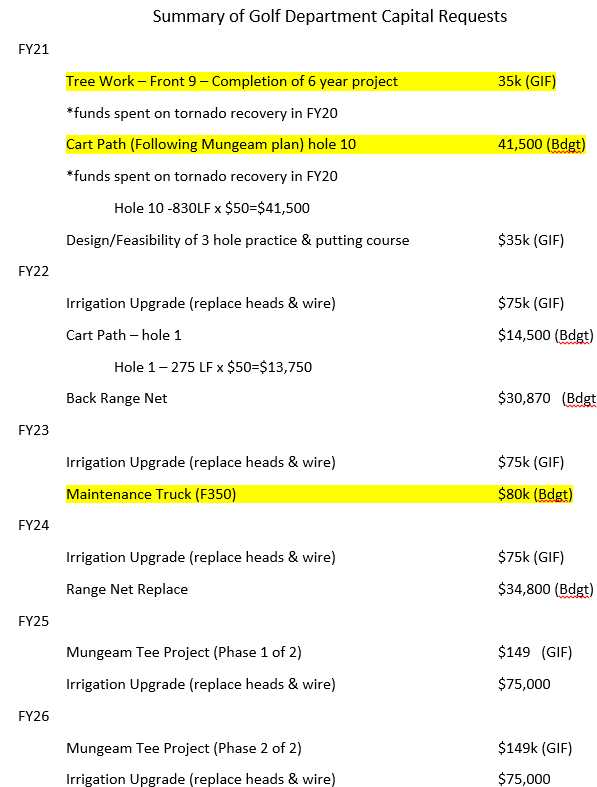 Summary of Golf Department Capital Requests
FY21
Tree Work – Front 9 – Completion of 6 year project 35k (GIF)
*funds spent on tornado recovery in FY20
Cart Path (Following Mungeam plan) hole 10 41,500 (Bdgt)
*funds spent on tornado recovery in FY20
Hole 10 -830LF x $50=$41,500
Design/Feasibility of 3 hole practice & putting course $35k (GIF)
FY22
Irrigation Upgrade (replace heads & wire) $75k (GIF)
Cart Path – hole 1 $14,500 (Bdgt)
Hole 1 – 275 LF x $50=$13,750
Back Range Net $30,870 (Bdgt
FY23
Irrigation Upgrade (replace heads & wire) $75k (GIF)
Maintenance Truck (F350) $80k (Bdgt)
FY24
Irrigation Upgrade (replace heads & wire) $75k (GIF)
Range Net Replace $34,800 (Bdgt)
FY25
Mungeam Tee Project (Phase 1 of 2) $149 (GIF)
Irrigation Upgrade (replace heads & wire) $75,000
FY26
Mungeam Tee Project (Phase 2 of 2) $149k (GIF)
Irrigation Upgrade (replace heads & wire) $75,000